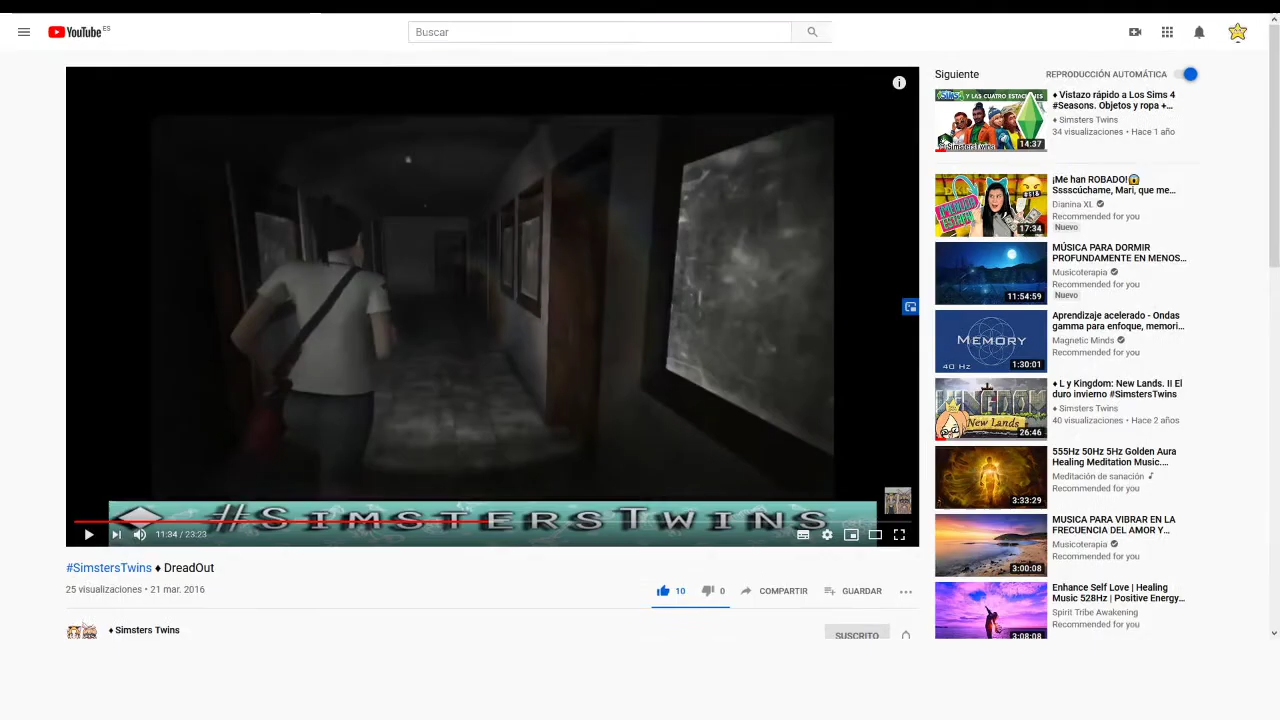 YouTube ES
Buscar
#SIMSTERSTWINS
11:34 / 23:23
#SimstersTwins ♦ DreadOut
25 visualizaciones • 21 mar. 2016
10
0
COMPARTIR
GUARDAR
♦ Simsters Twins
SUSCRITO
Siguiente
REPRODUCCIÓN AUTOMÁTICA
Y LAS CUATRO ESTACIONES
#SimstersTwins
14:37
♦ Vistazo rápido a Los Sims 4
#Seasons. Objetos y ropa +...
♦ Simsters Twins
34 visualizaciones • Hace 1 año
17:34
¡Me han ROBADO!😱
Sssscúchame, Mari, que me...
Dianina XL
Recommended for you
Nuevo
11:54:59
MÚSICA PARA DORMIR
PROFUNDAMENTE EN MENOS...
Musicoterapia
Recommended for you
Nuevo
MEMORY
40 Hz
1:30:01
Aprendizaje acelerado - Ondas
gamma para enfoque, memori...
Magnetic Minds
Recommended for you
KINGDOM
New Lands
26:46
♦ L y Kingdom: New Lands. II El
duro invierno #SimstersTwins
♦ Simsters Twins
40 visualizaciones • Hace 2 años
3:33:29
555Hz 50Hz 5Hz Golden Aura
Healing Meditation Music....
Meditación de sanación
Recommended for you
3:00:08
MUSICA PARA VIBRAR EN LA
FRECUENCIA DEL AMOR Y...
Musicoterapia
Recommended for you
3:08:08
Enhance Self Love | Healing
Music 528Hz | Positive Energy...
Spirit Tribe Awakening
Recommended for you